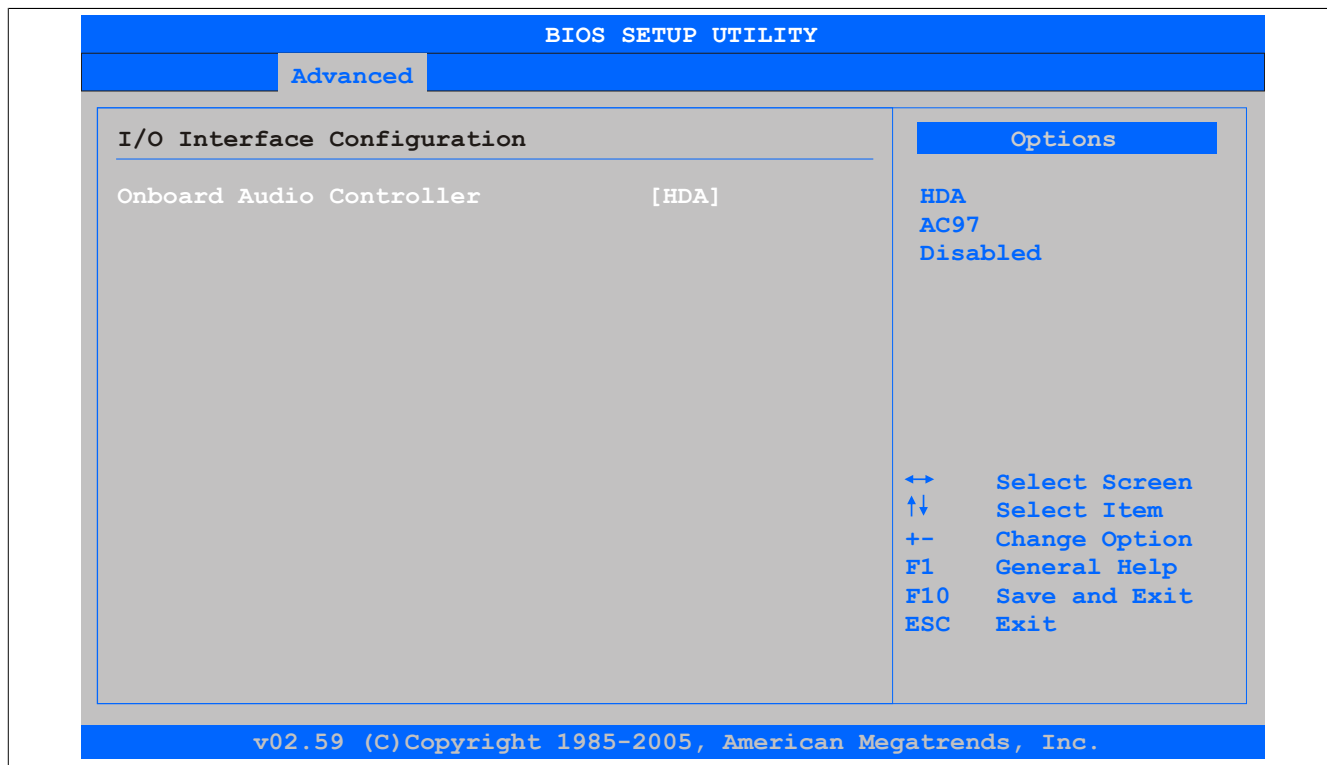 BIOS SETUP UTILITY
Advanced
I/O Interface Configuration
Onboard Audio Controller [HDA]
Options
HDA
AC97
Disabled
↔ Select Screen
↑↓ Select Item
+- Change Option
F1 General Help
F10 Save and Exit
ESC Exit
v02.59 (C)Copyright 1985-2005, American Megatrends, Inc.